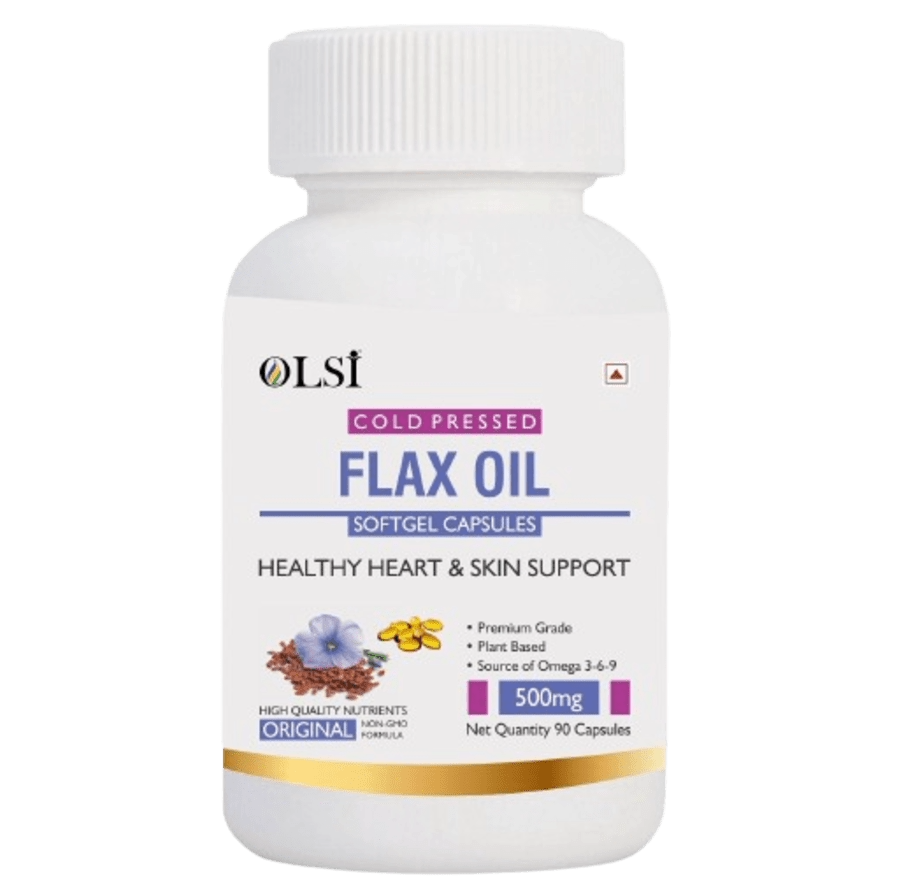 OLSI
COLD PRESSED
FLAX OIL
SOFTGEL CAPSULES
HEALTHY HEART & SKIN SUPPORT
• Premium Grade
• Plant Based
• Source of Omega 3-6-9
500mg
Net Quantity 90 Capsules
HIGH QUALITY NUTRIENTS
ORIGINAL NON-GMO
FORMULA